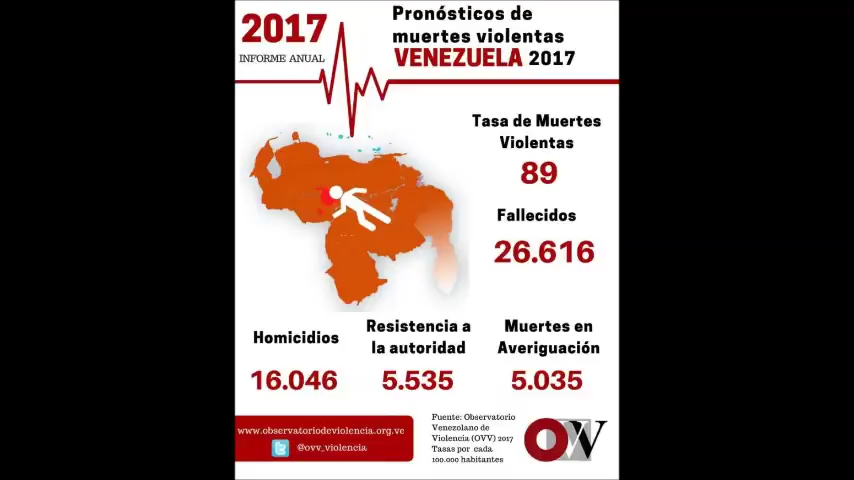 2017
INFORME ANUAL
Pronósticos de
muertes violentas
VENEZUELA 2017
Tasa de Muertes
Violentas
89
Fallecidos
26.616
Homicidios
16.046
Resistencia a
la autoridad
5.535
Muertes en
Averiguación
5.035
www.observatoriodeviolencia.org.ve
@ovv_violencia
Fuente: Observatorio
Venezolano de
Violencia (OVV) 2017
Tasas por cada
100.000 habitantes
OVV